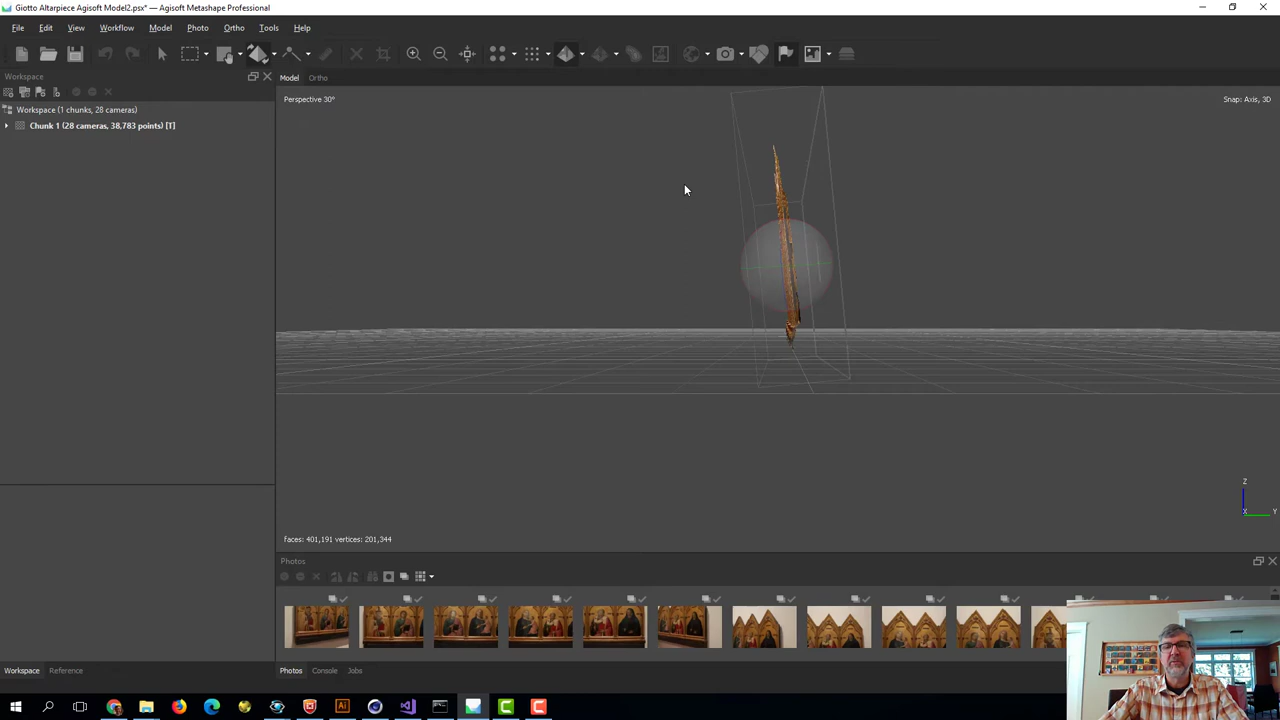 Giotto Altarpiece Agisoft Model2.psx* — Agisoft Metashape Professional
File Edit View Workflow Model Photo Ortho Tools Help
Workspace
Model Ortho
Perspective 30°
Snap: Axis, 3D
Workspace (1 chunks, 28 cameras)
Chunk 1 (28 cameras, 38,783 points) [T]
Z
X
Y
faces: 401,191 vertices: 201,344
Photos
Workspace Reference
Photos Console Jobs
Ai